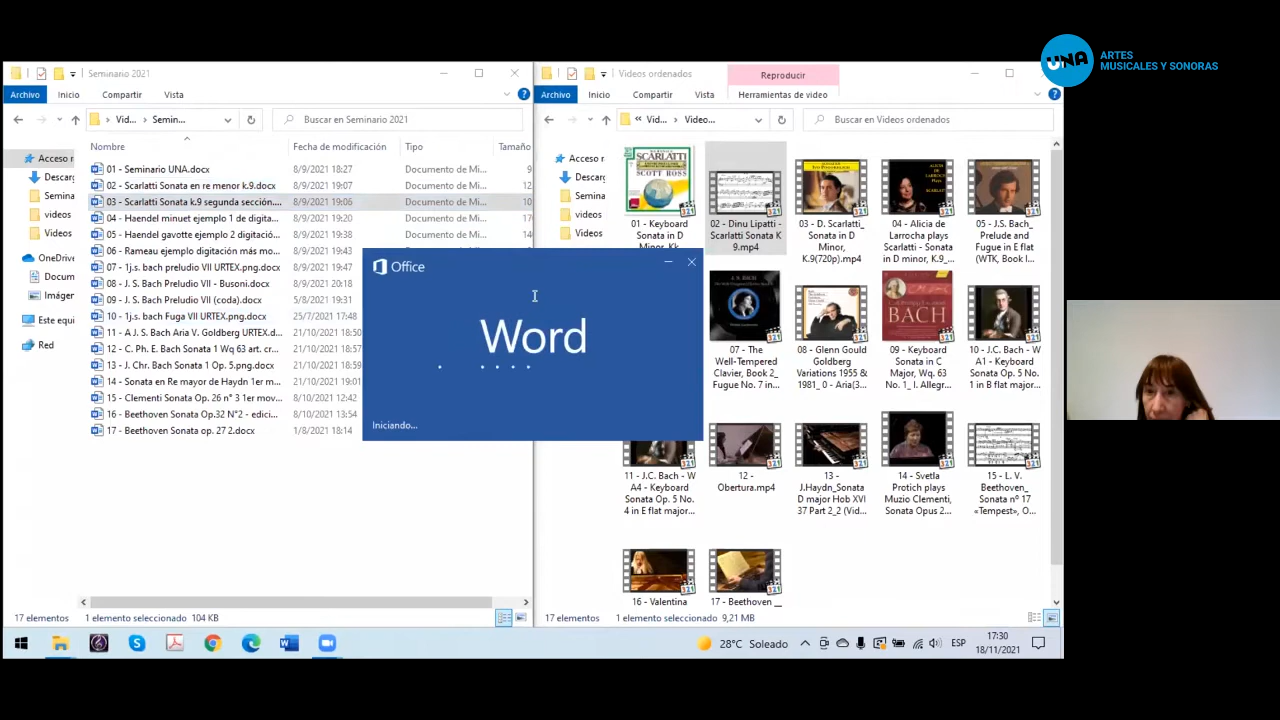 UNA
ARTES
MUSICALES Y SONORAS
Seminario 2021
Archivo Inicio Compartir Vista
Vid... Semin...
Buscar en Seminario 2021
Nombre Fecha de modificación Tipo Tamaño
Acceso r
Descarg
Semina
videos
Videos
OneDrive
Docum
Imáger
Este equi
Red
01 - Seminario UNA.docx 8/9/2021 18:27 Documento de Mi... 9
02 - Scarlatti Sonata en re menor k.9.docx 8/9/2021 19:07 Documento de Mi...
03 - Scarlatti Sonata k.9 segunda sección.... 8/9/2021 19:06 Documento de Mi... 10
04 - Haendel minuet ejemplo 1 de digita... 8/9/2021 19:20 Documento de Mi... 17
05 - Haendel gavotte ejemplo 2 digitació... 8/9/2021 19:38 Documento de Mi...
06 - Rameau ejemplo digitación más mo... 8/9/2021 19:43
07 - 1j.s. bach preludio VII URTEX.png.docx 8/9/2021 19:47
08 - J. S. Bach Preludio VII - Busoni.docx 8/9/2021 20:18
09 - J. S. Bach Preludio VII (coda).docx 5/8/2021 19:31
10 - 1j.s. bach Fuga VII URTEX.png.docx 25/7/2021 17:48
11 - A J. S. Bach Aria V. Goldberg URTEX.d... 21/10/2021 18:50
12 - C. Ph. E. Bach Sonata 1 Wq 63 art. cr... 21/10/2021 18:57
13 - J. Chr. Bach Sonata 1 Op. 5.png.docx 21/10/2021 18:59
14 - Sonata en Re mayor de Haydn 1er m... 21/10/2021 19:01
15 - Clementi Sonata Op. 26 n° 3 1er mov... 8/10/2021 12:42
16 - Beethoven Sonata Op.32 N°2 - edici... 8/10/2021 13:54
17 - Beethoven Sonata op. 27 2.docx 1/8/2021 18:14
17 elementos 1 elemento seleccionado 104 KB
Office
Word
Iniciando...
Videos ordenados
Reproducir
Archivo Inicio Compartir Vista Herramientas de video
Vid... Video...
Buscar en Videos ordenados
Acceso r
Descarg
Semina
videos
Videos
SCARLATTI
SCOTT ROSS
01 - Keyboard
Sonata in D
Minor, Kk.
02 - Dinu Lipatti -
Scarlatti Sonata K
9.mp4
03 - D. Scarlatti_
Sonata in D
Minor,
K.9(720p).mp4
04 - Alicia de
Larrocha plays
Scarlatti - Sonata
in D minor, K.9_...
05 - J.S. Bach_
Prelude and
Fugue in E flat
(WTK, Book I...
07 - The
Well-Tempered
Clavier, Book 2_
Fugue No. 7 in...
08 - Glenn Gould
Goldberg
Variations 1955 &
1981_ 0 - Aria(3...
BACH
09 - Keyboard
Sonata in C
Major, Wq. 63
No. 1_ I. Allegr...
10 - J.C. Bach - W
A1 - Keyboard
Sonata Op. 5 No.
1 in B flat major...
11 - J.C. Bach - W
A4 - Keyboard
Sonata Op. 5 No.
4 in E flat major...
12 -
Obertura.mp4
13 -
J.Haydn_Sonata
D major Hob XVI
37 Part 2_2 (Vid...
14 - Svetla
Protich plays
Muzio Clementi,
Sonata Opus 2...
15 - L. V.
Beethoven_
Sonata nº 17
«Tempest», O...
16 - Valentina
17 - Beethoven __
17 elementos 1 elemento seleccionado 9,21 MB
28°C Soleado
ESP
17:30
18/11/2021